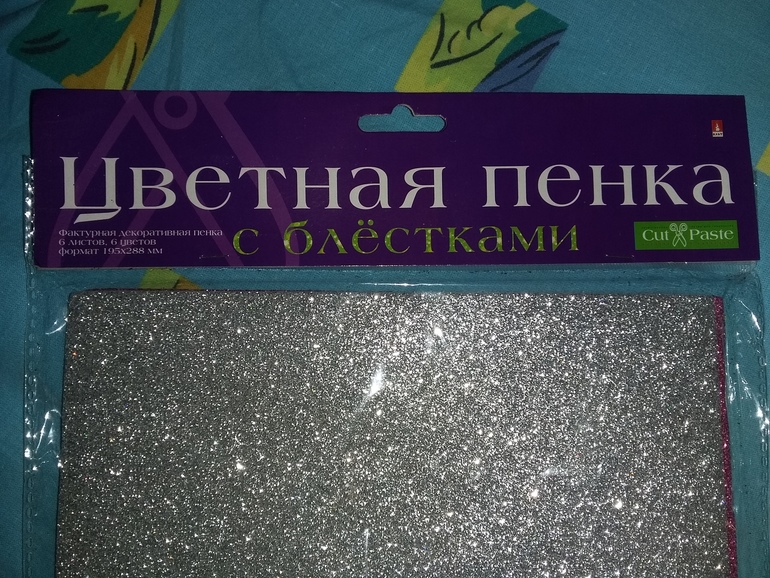 Цветная пенка
с блёстками
Фактурная декоративная пенка
6 листов, 6 цветов
формат 195х288 мм
Cut Paste